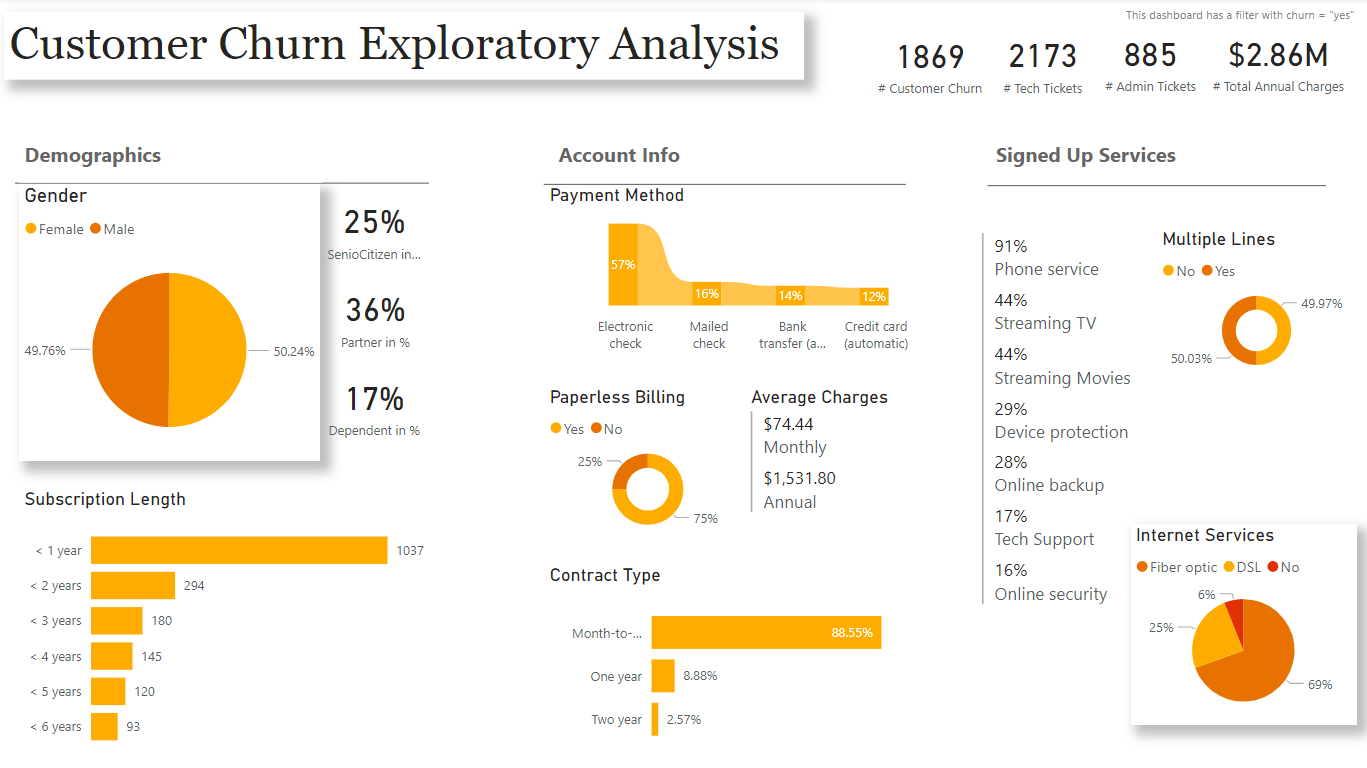 This dashboard has a filter with churn = "yes"
Customer Churn Exploratory Analysis
1869
# Customer Churn
2173
# Tech Tickets
885
# Admin Tickets
$2.86M
# Total Annual Charges
Demographics
Gender
Female Male
49.76%
50.24%
25%
SenioCitizen in...
36%
Partner in %
17%
Dependent in %
Subscription Length
< 1 year 1037
< 2 years 294
< 3 years 180
< 4 years 145
< 5 years 120
< 6 years 93
Account Info
Payment Method
57%
16%
14%
12%
Electronic
check
Mailed
check
Bank
transfer (a...
Credit card
(automatic)
Paperless Billing
Yes No
25%
75%
Average Charges
$74.44
Monthly
$1,531.80
Annual
Contract Type
Month-to-... 88.55%
One year 8.88%
Two year 2.57%
Signed Up Services
91%
Phone service
44%
Streaming TV
44%
Streaming Movies
29%
Device protection
28%
Online backup
17%
Tech Support
16%
Online security
Multiple Lines
No Yes
49.97%
50.03%
Internet Services
Fiber optic DSL No
6%
25%
69%